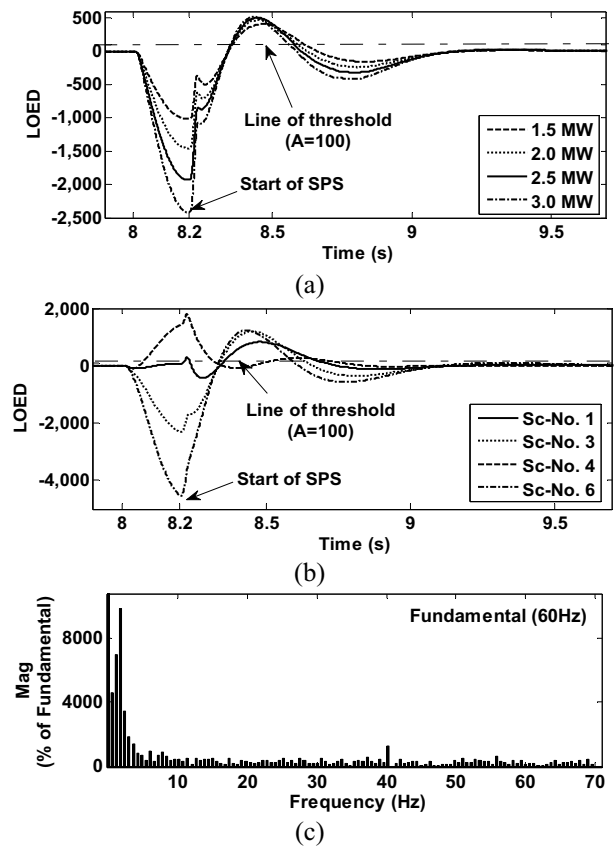 500
0
-500
-1,000
-1,500
-2,000
-2,500
LOED
Line of threshold
(A=100)
Start of SPS
1.5 MW
2.0 MW
2.5 MW
3.0 MW
8 8.2 8.5 9 9.5
Time (s)
(a)
2,000
0
-2,000
-4,000
LOED
Line of threshold
(A=100)
Start of SPS
Sc-No. 1
Sc-No. 3
Sc-No. 4
Sc-No. 6
8 8.2 8.5 9 9.5
Time (s)
(b)
8000
4000
0
Mag
(% of Fundamental)
Fundamental (60Hz)
10 20 30 40 50 60 70
Frequency (Hz)
(c)